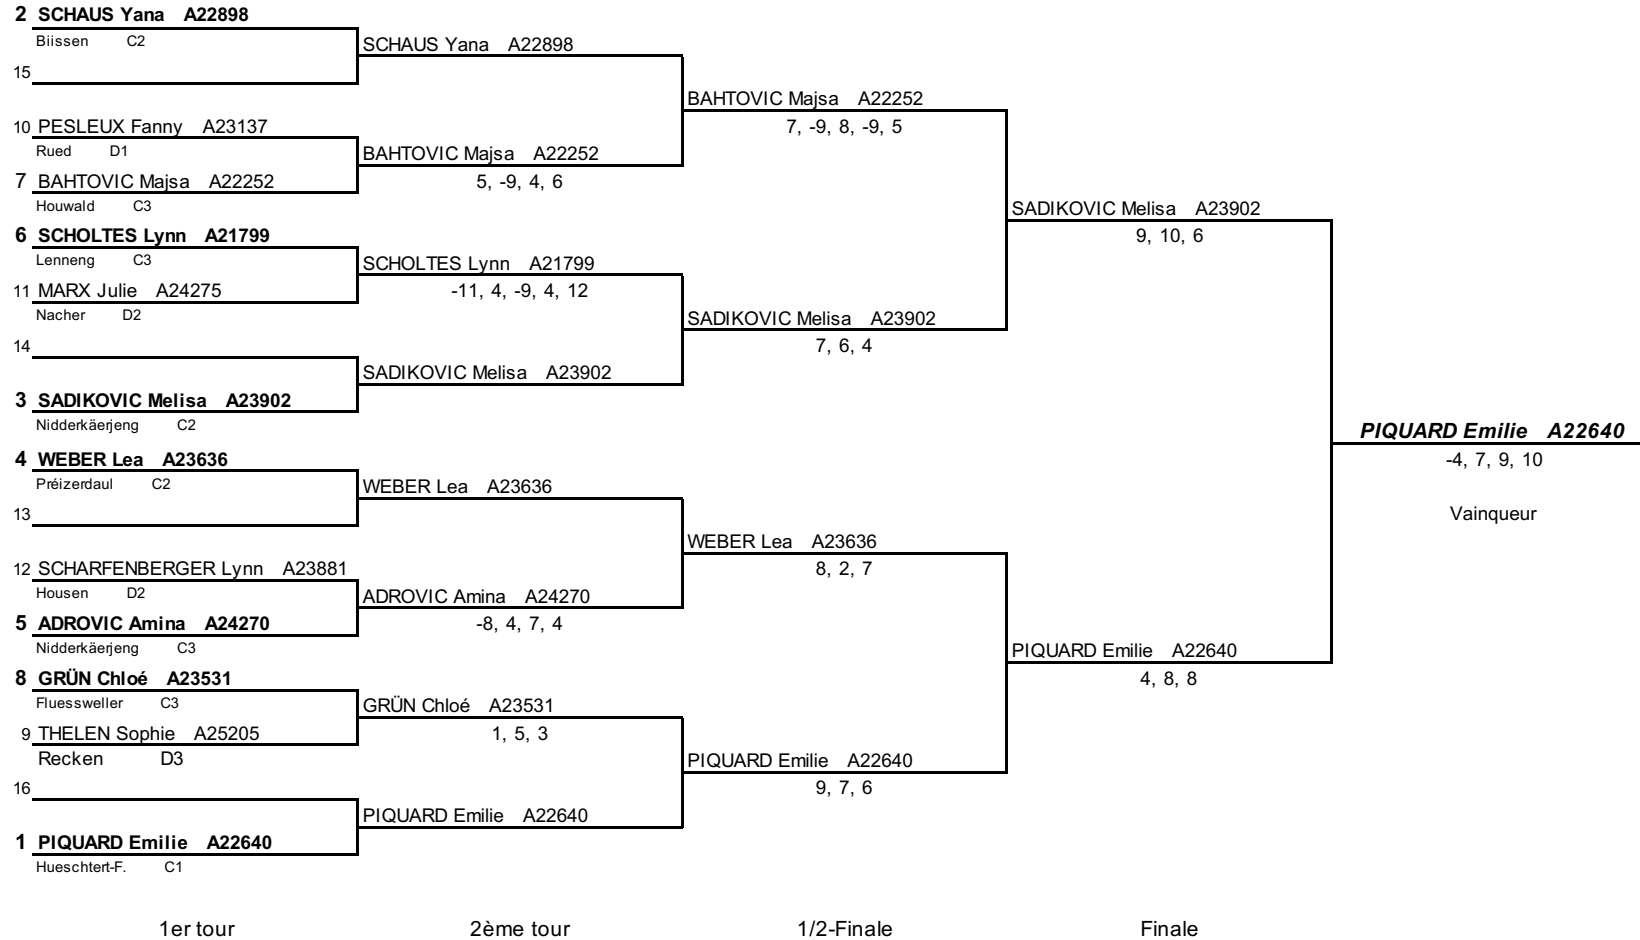 2 SCHAUS Yana A22898
Biissen C2
SCHAUS Yana A22898
15
BAHTOVIC Majsa A22252
7, -9, 8, -9, 5
10 PESLEUX Fanny A23137
Rued D1
BAHTOVIC Majsa A22252
5, -9, 4, 6
7 BAHTOVIC Majsa A22252
Houwald C3
SADIKOVIC Melisa A23902
9, 10, 6
6 SCHOLTES Lynn A21799
Lenneng C3
SCHOLTES Lynn A21799
-11, 4, -9, 4, 12
11 MARX Julie A24275
Nacher D2
SADIKOVIC Melisa A23902
7, 6, 4
14
SADIKOVIC Melisa A23902
3 SADIKOVIC Melisa A23902
Nidderkäerjeng C2
PIQUARD Emilie A22640
-4, 7, 9, 10
Vainqueur
4 WEBER Lea A23636
Préizerdaul C2
WEBER Lea A23636
13
WEBER Lea A23636
8, 2, 7
12 SCHARFENBERGER Lynn A23881
Housen D2
ADROVIC Amina A24270
-8, 4, 7, 4
5 ADROVIC Amina A24270
Nidderkäerjeng C3
PIQUARD Emilie A22640
4, 8, 8
8 GRÜN Chloé A23531
Fluessweller C3
GRÜN Chloé A23531
1, 5, 3
9 THELEN Sophie A25205
Recken D3
PIQUARD Emilie A22640
9, 7, 6
16
PIQUARD Emilie A22640
1 PIQUARD Emilie A22640
Hueschtert-F. C1
1er tour 2ème tour 1/2-Finale Finale